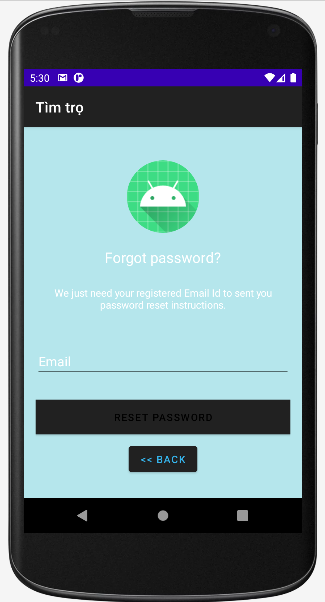 5:30
Tìm trọ
Forgot password?
We just need your registered Email Id to sent you
password reset instructions.
Email
RESET PASSWORD
<< BACK